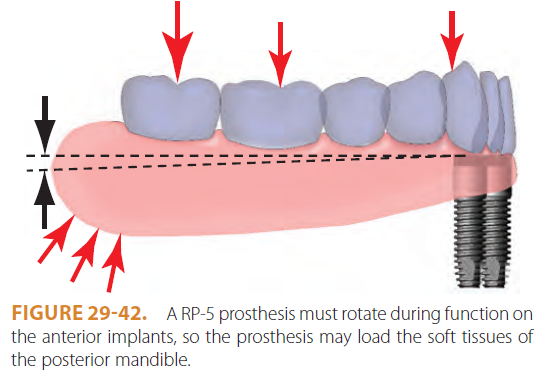 FIGURE 29-42. A RP-5 prosthesis must rotate during function on
the anterior implants, so the prosthesis may load the soft tissues of
the posterior mandible.